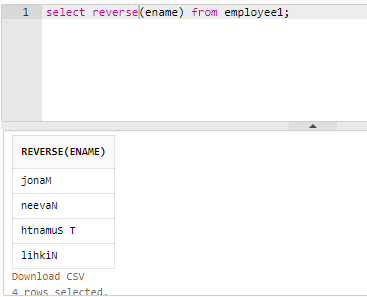 1 select reverse(ename) from employee1;
REVERSE(ENAME)
jonaM
neevaN
htnamuS T
lihkiN
Download CSV
4 rows selected.